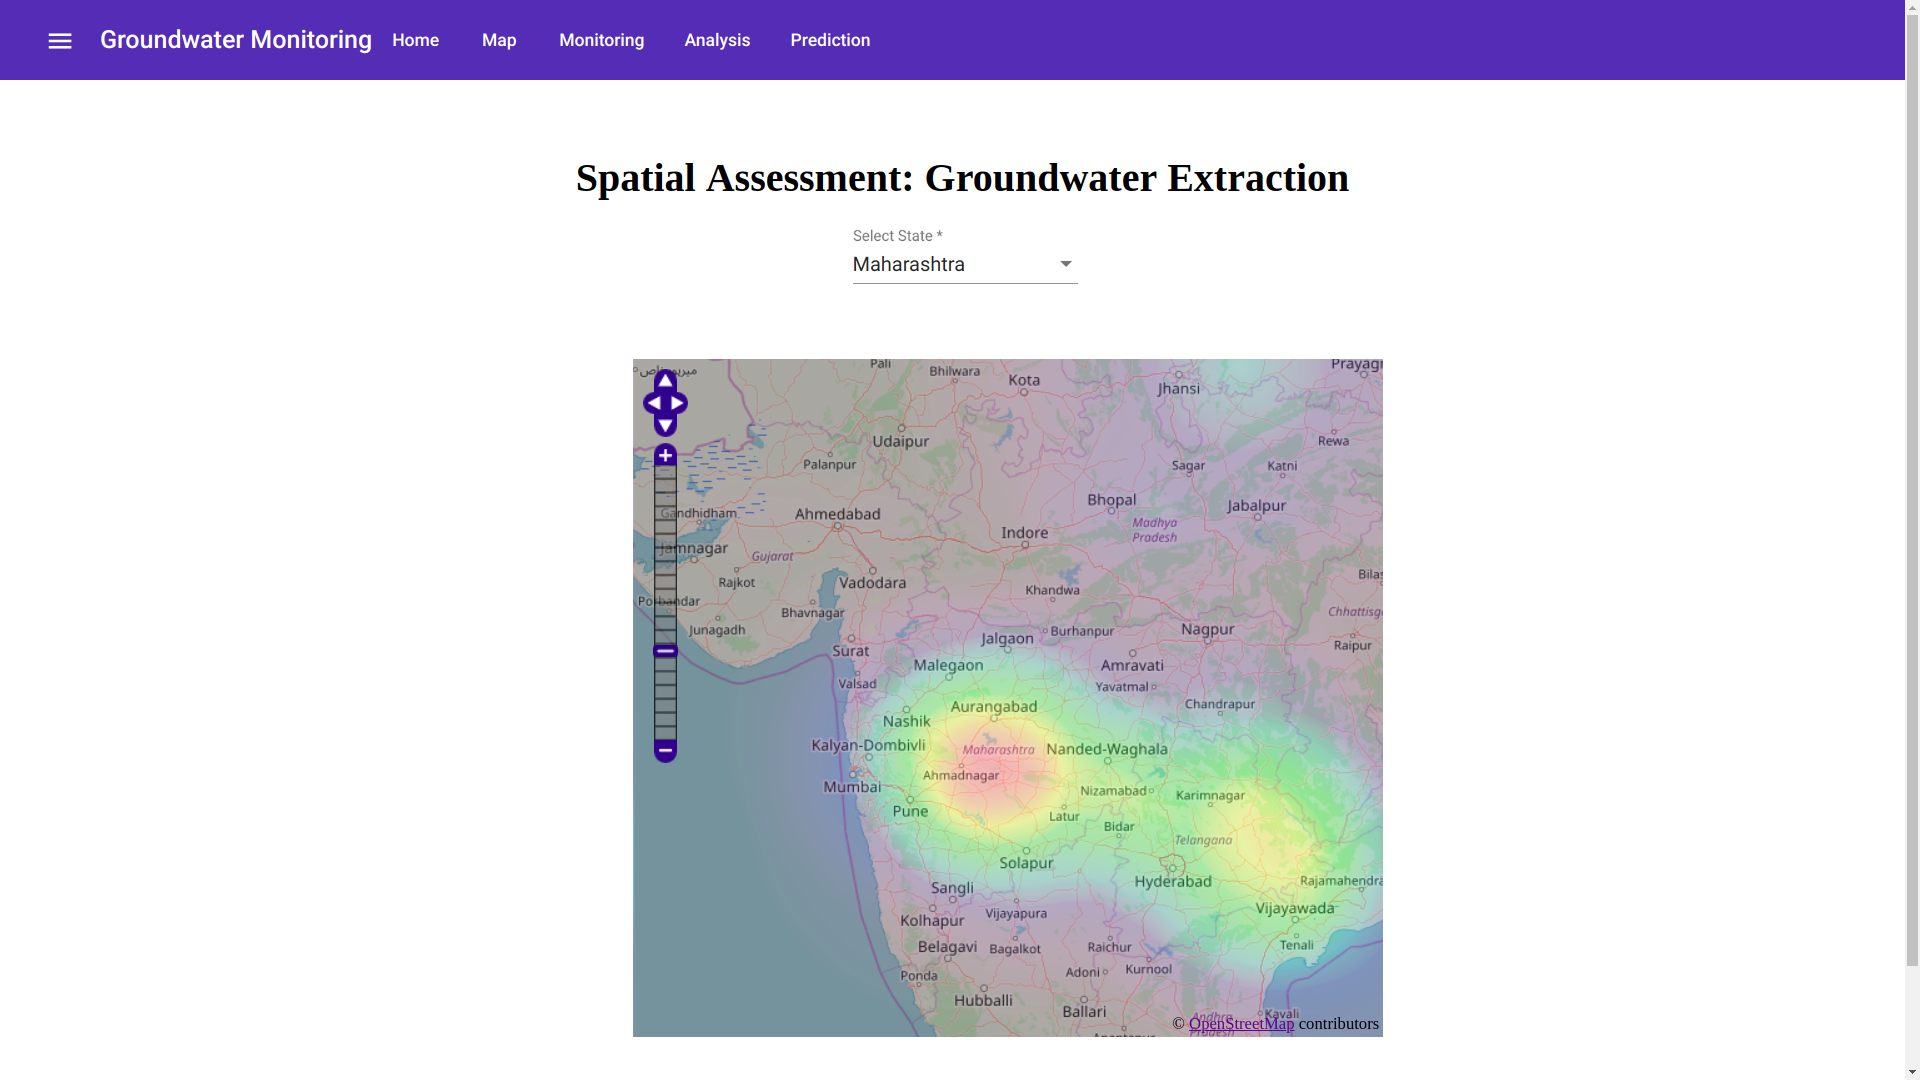 Groundwater Monitoring Home Map Monitoring Analysis Prediction
Spatial Assessment: Groundwater Extraction
Select State *
Maharashtra
Pali
Bhilwara
Kota
Jhansi
Udaipur
Rewa
Palanpur
Sagar
Katni
Bhopal
Jabalpur
Gandhidham
Ahmedabad
Madhya
Pradesh
Indore
Jamnagar
Gujarat
Rajkot
Vadodara
Khandwa
Porbandar
Bhavnagar
Junagadh
Jalgaon
Burhanpur
Nagpur
Raipur
Surat
Malegaon
Amravati
Valsad
Yavatmal
Aurangabad
Chandrapur
Nashik
Kalyan-Dombivli
Maharashtra
Nanded-Waghala
Ahmadnagar
Mumbai
Nizamabad
Karimnagar
Pune
Latur
Bidar
Telangana
Solapur
Hyderabad
Rajamahendra
Sangli
Vijayawada
Kolhapur
Vijayapura
Belagavi
Bagalkot
Raichur
Tenali
Ponda
Adoni
Kurnool
Hubballi
Ballari
Kavali
Andhra
Pradesh
© OpenStreetMap contributors